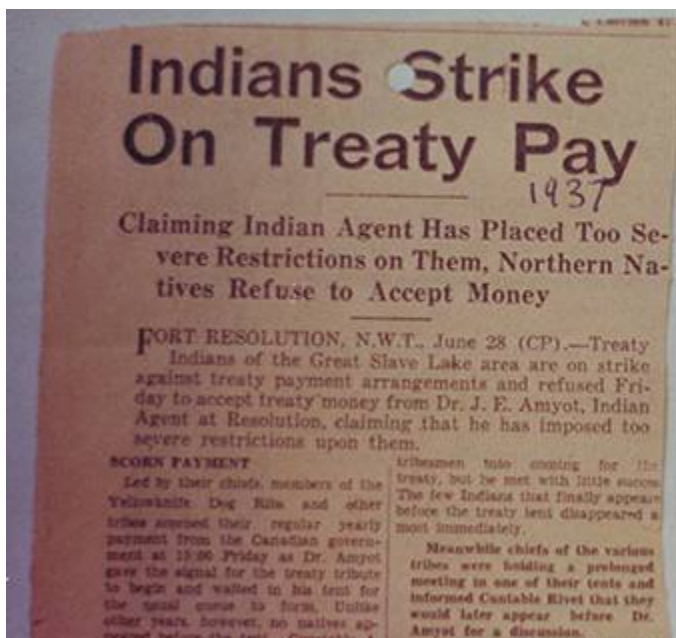 Indians Strike
On Treaty Pay
1937
Claiming Indian Agent Has Placed Too Se-
vere Restrictions on Them, Northern Na-
tives Refuse to Accept Money
FORT RESOLUTION, N.W.T., June 28 (CP).—Treaty
Indians of the Great Slave Lake area are on strike
against treaty payment arrangements and refused Fri-
day to accept treaty money from Dr. J. E. Amyot, Indian
Agent at Resolution, claiming that he has imposed too
severe restrictions upon them.
SCORN PAYMENT
Led by their chiefs, members of the
Yellowknife Dog Ribs and other
tribes scorned their regular yearly
payment from the Canadian govern-
ment at Friday as Dr. Amyot
gave the signal for the treaty tribute
to begin and waited in his tent for
the usual queue to form. Unlike
other years, however, no natives ap-
tribesmen into coming for the
treaty, but he met with little success
The few Indians that finally appeare
before the treaty tent disappeared a
most immediately.
Meanwhile chiefs of the various
tribes were holding a prolonged
meeting in one of their tents and
informed Rivet that they
would later appear before Dr.
Amyot for a discussion.